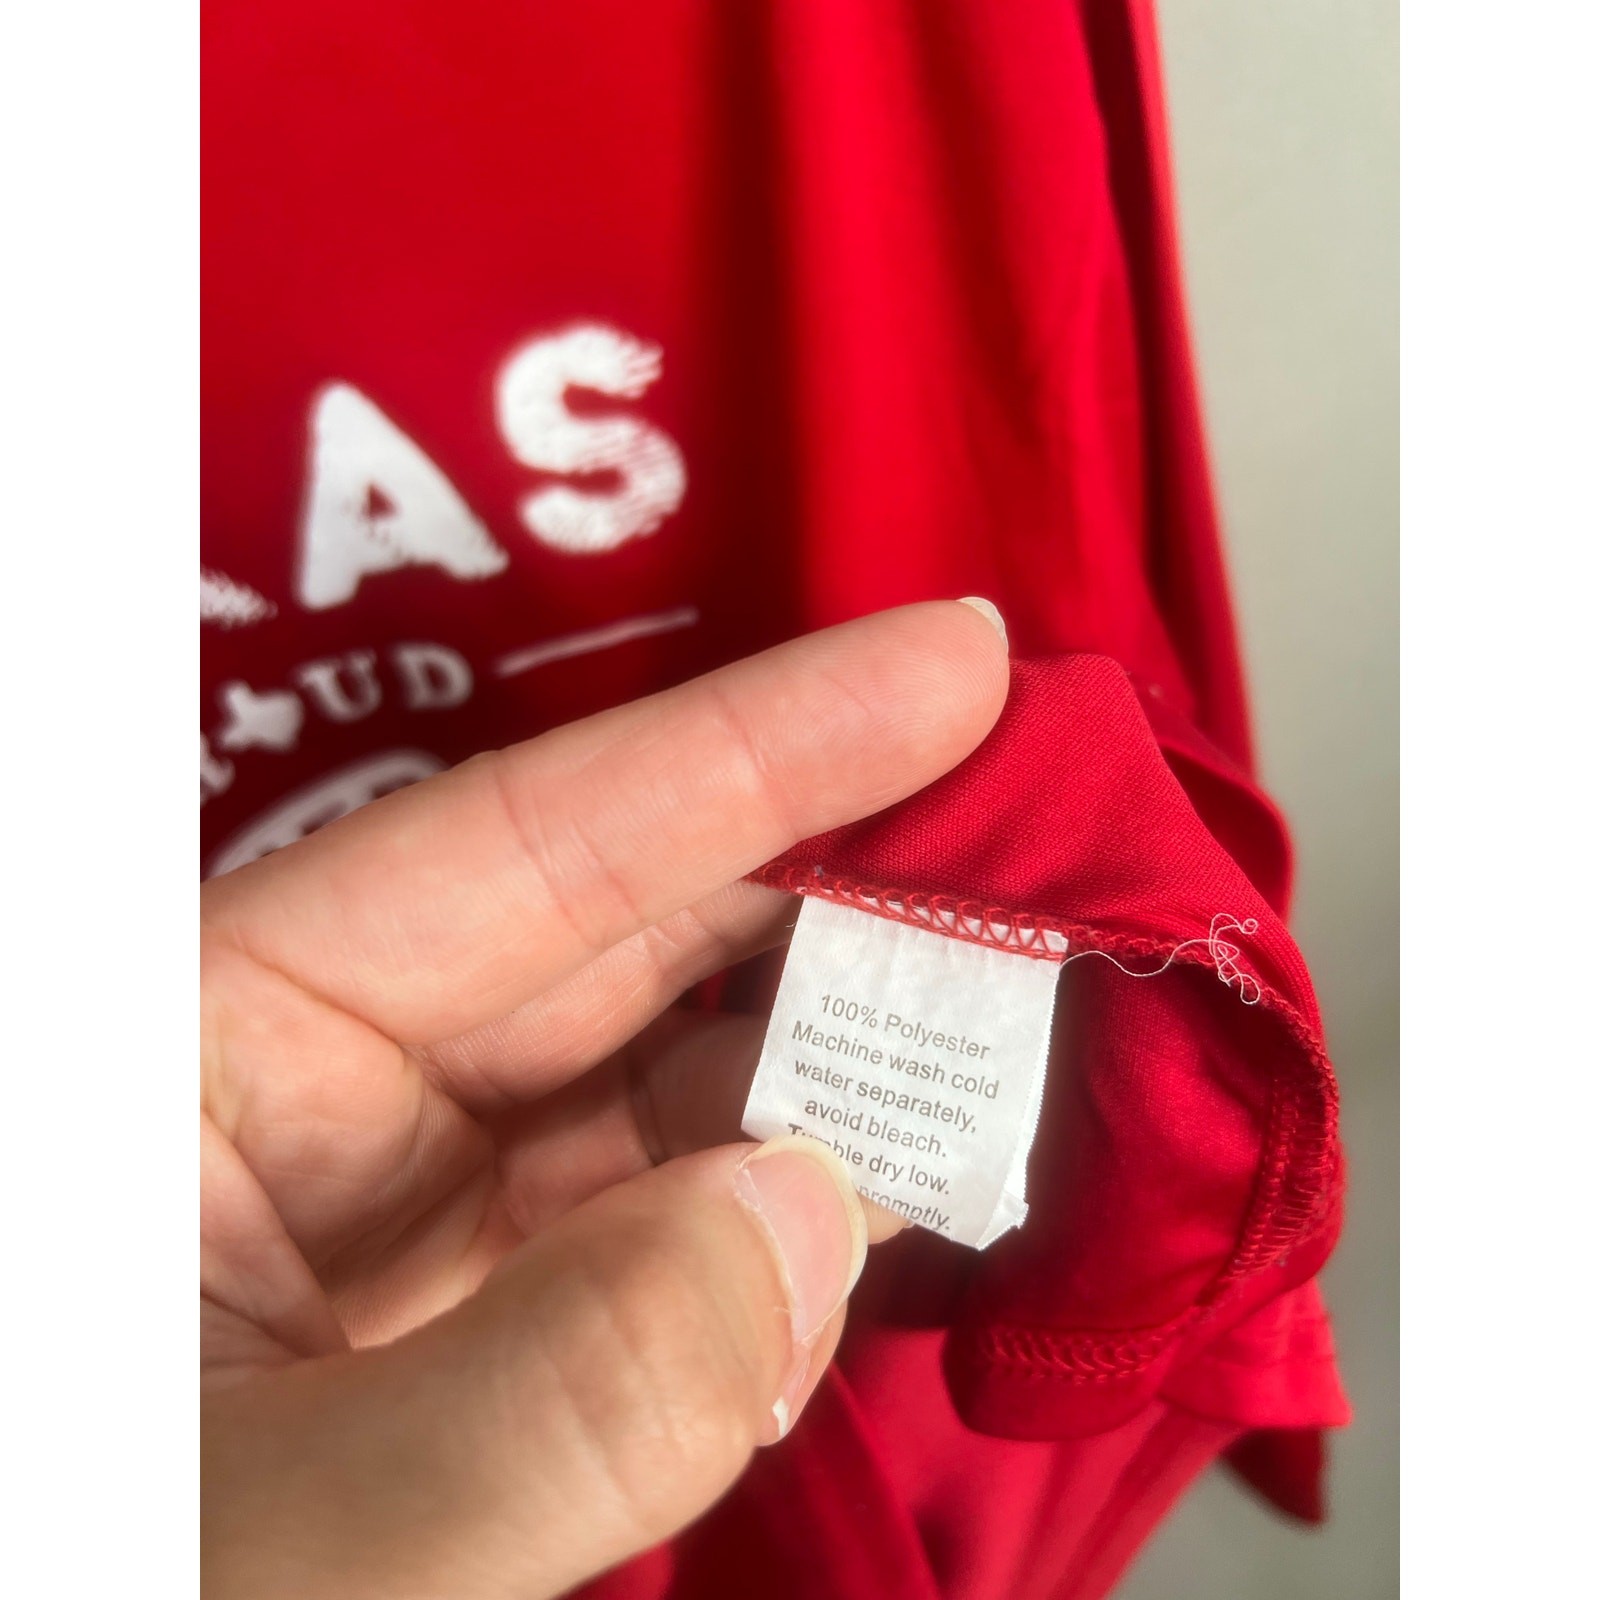 AS
UD
100% Polyester
Machine wash cold
water separately,
avoid bleach.
Tumble dry low.
promptly.